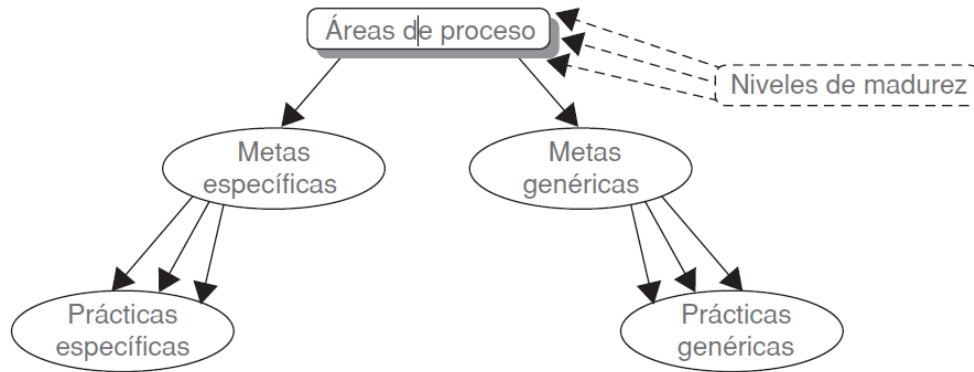 Áreas de proceso
Niveles de madurez
Metas
específicas
Metas
genéricas
Prácticas
específicas
Prácticas
genéricas